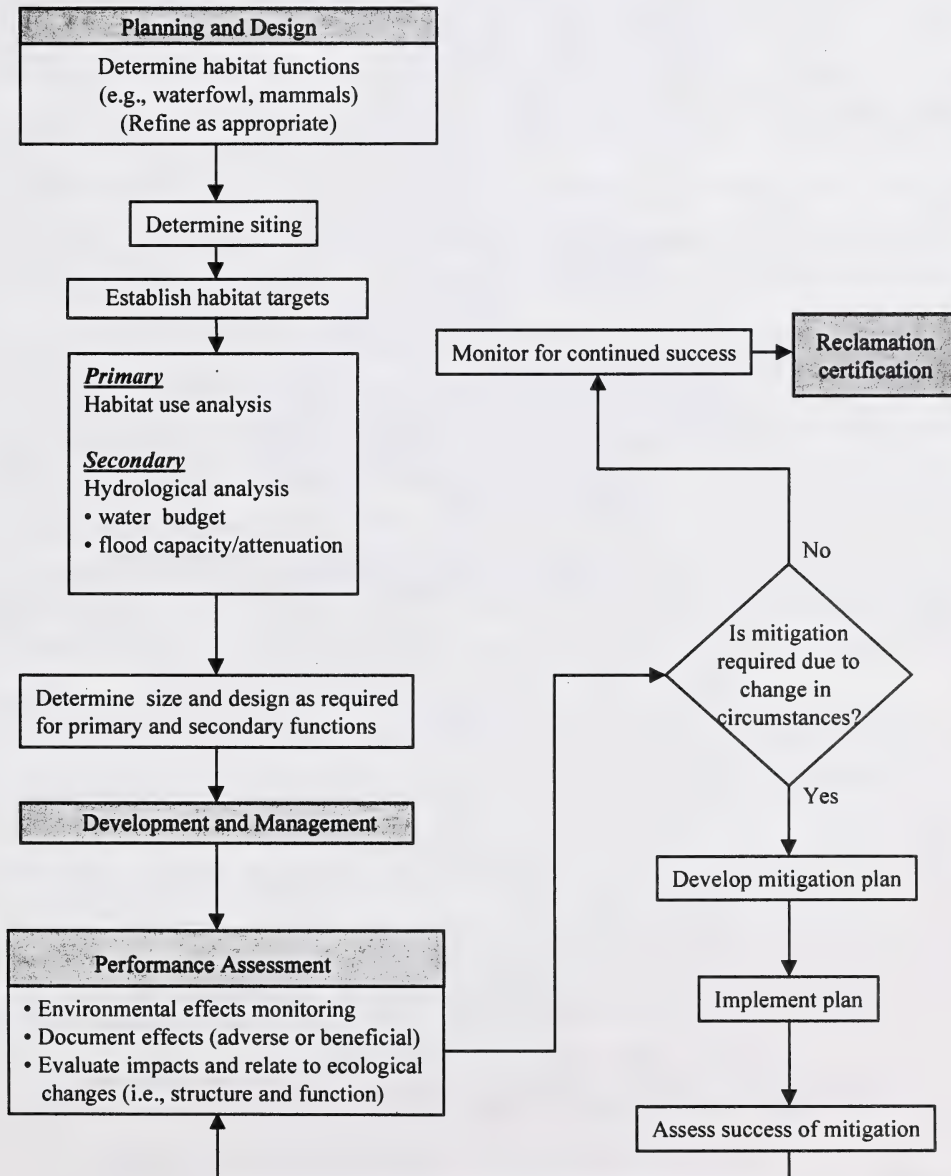 Planning and Design
Determine habitat functions
(e.g., waterfowl, mammals)
(Refine as appropriate)
Determine siting
Establish habitat targets
Primary
Habitat use analysis
Secondary
Hydrological analysis
• water budget
• flood capacity/attenuation
Determine size and design as required
for primary and secondary functions
Development and Management
Performance Assessment
• Environmental effects monitoring
• Document effects (adverse or beneficial)
• Evaluate impacts and relate to ecological
changes (i.e., structure and function)
Monitor for continued success
Reclamation
certification
No
Is mitigation
required due to
change in
circumstances?
Yes
Develop mitigation plan
Implement plan
Assess success of mitigation